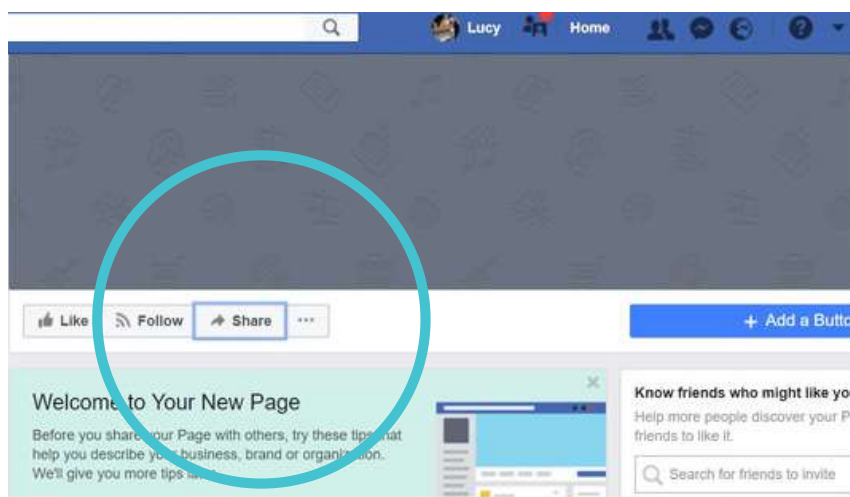 Lucy Home
Like Follow Share ...
+ Add a Butto
Welcome to Your New Page
Before you share your Page with others, try these tips that
help you describe your business, brand or organization.
We'll give you more tips
Know friends who might like yo
Help more people discover your P
friends to like it.
Search for friends to invite